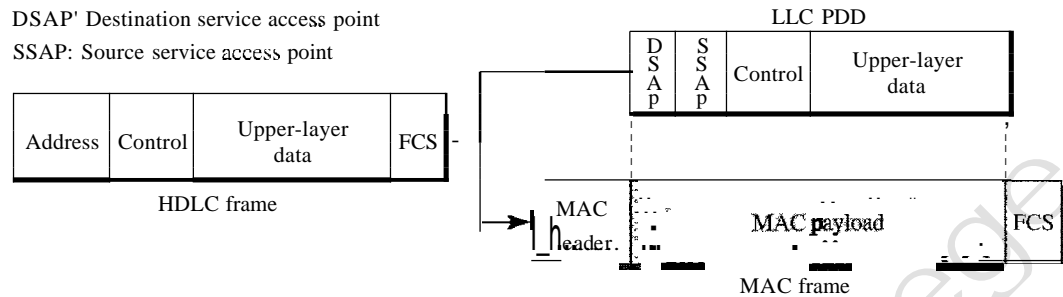 DSAP' Destination service access point
SSAP: Source service access point
LLC PDD
D
S
A
p
S
S
A
p
Control
Upper-layer
data
Address
Control
Upper-layer
data
FCS
HDLC frame
MAC
header.
MAC payload
FCS
MAC frame
ege